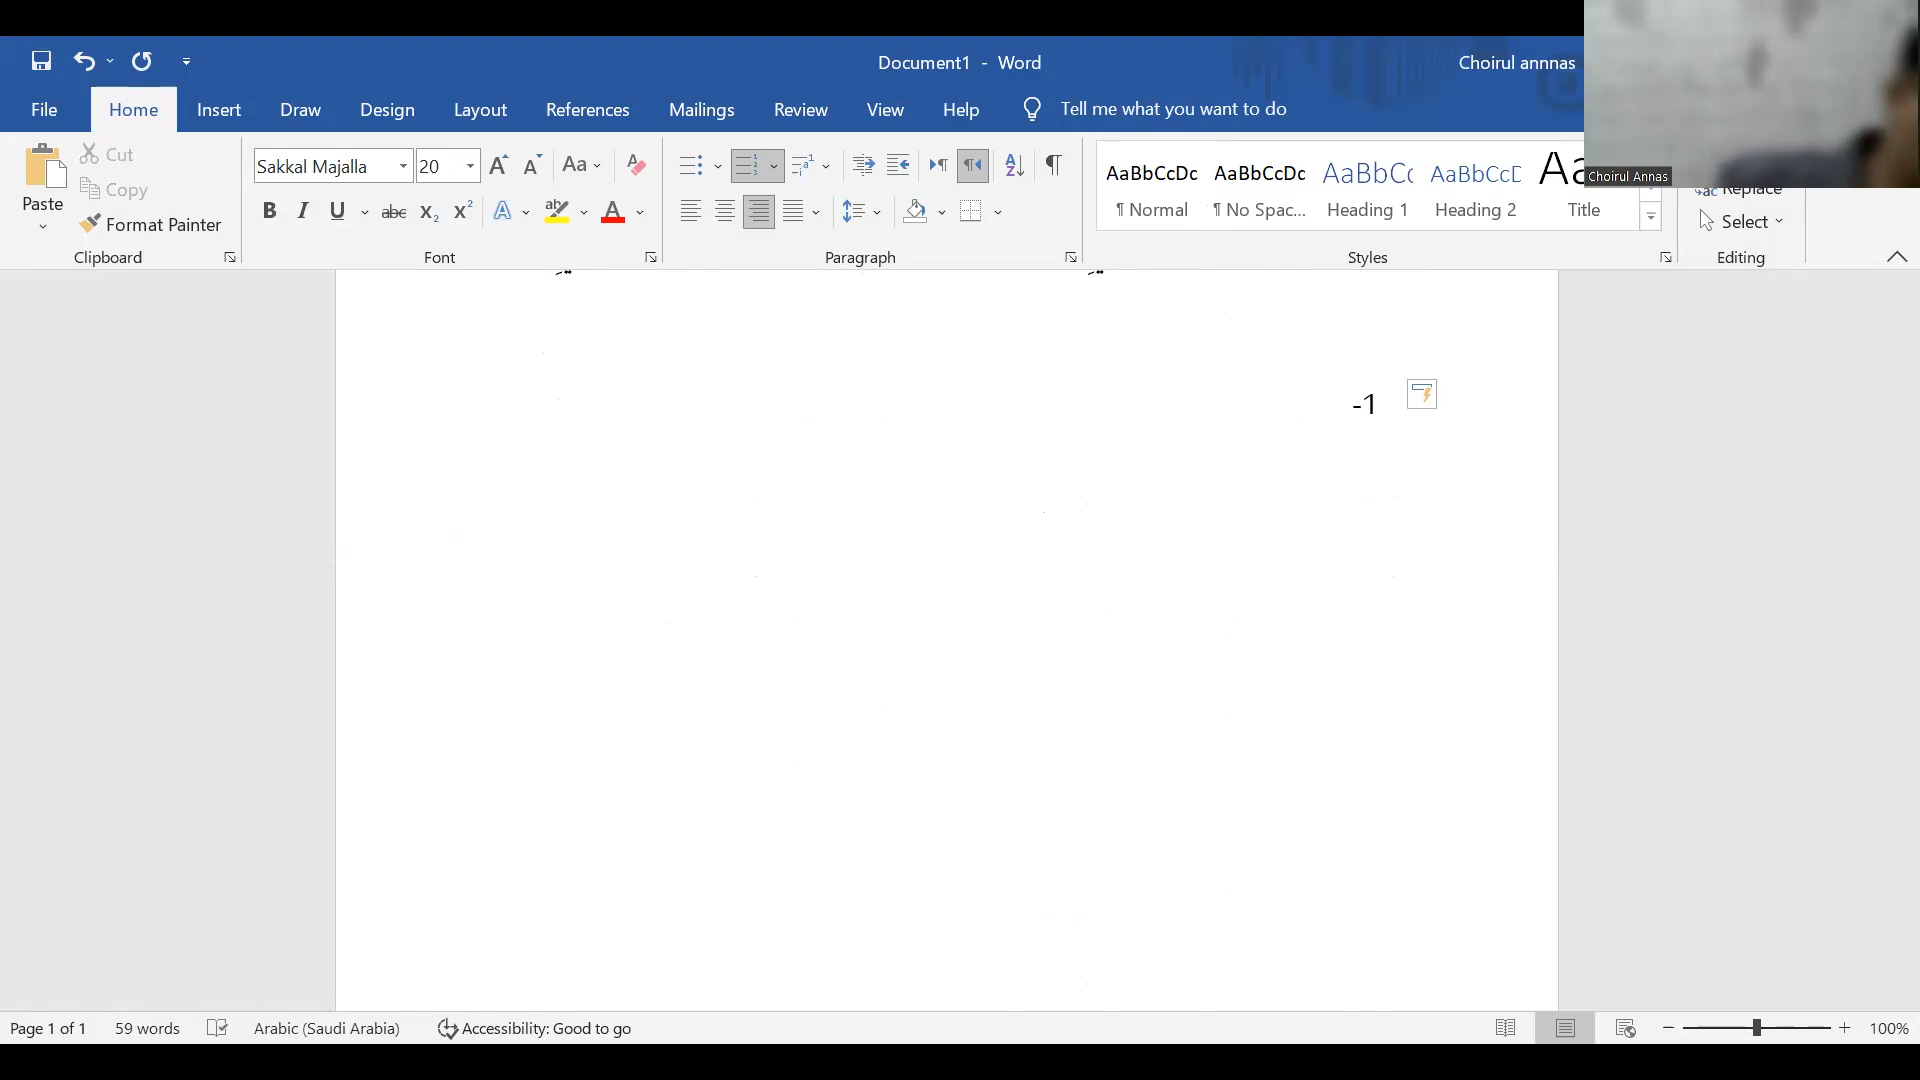 Document1 - Word
Choirul annnas
File Home Insert Draw Design Layout References Mailings Review View Help Tell me what you want to do
Choirul Annas
Paste
Cut
Copy
Format Painter
Clipboard
Sakkal Majalla 20
Font
Paragraph
AaBbCcDc AaBbCcDc AaBbCc AaBbCcD Aa
¶ Normal ¶ No Spac... Heading 1 Heading 2 Title
Styles
Replace
Select
Editing
-1
Page 1 of 1 59 words Arabic (Saudi Arabia) Accessibility: Good to go 100%